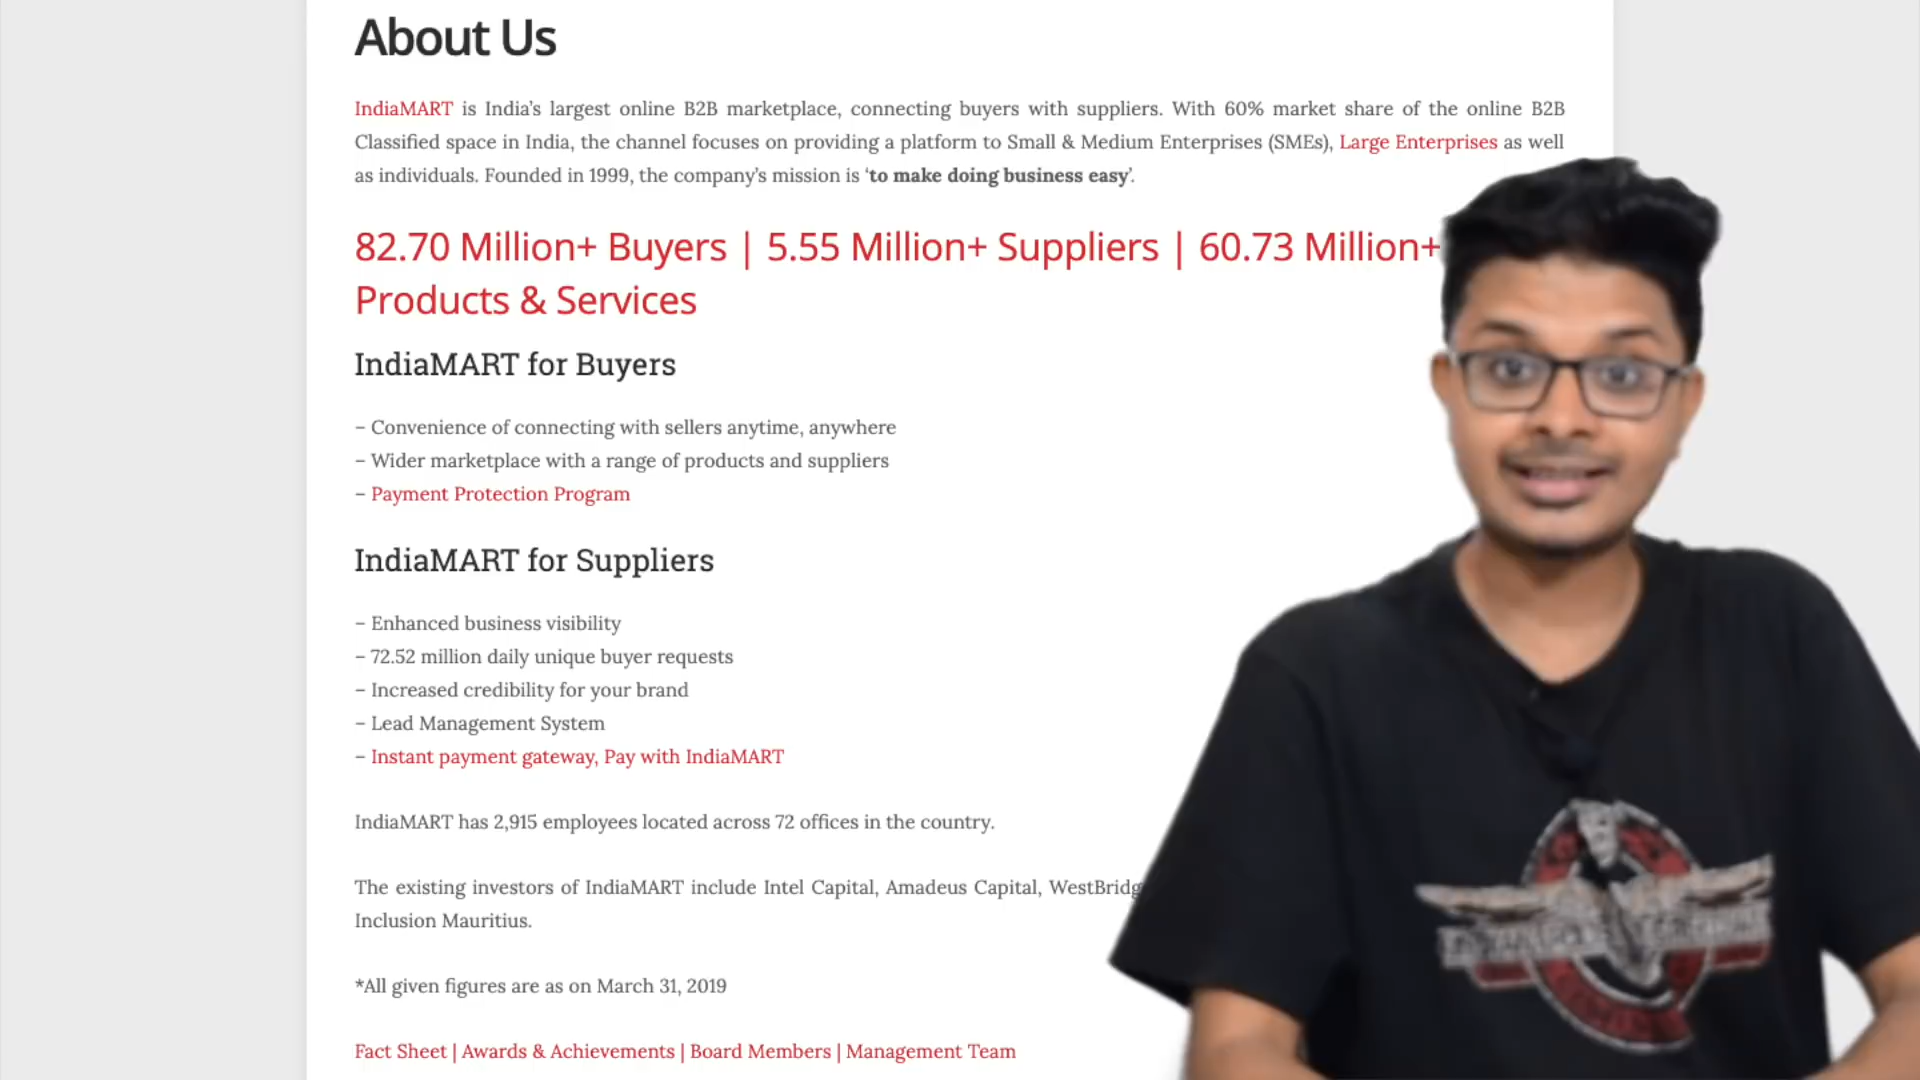 About Us
IndiaMART is India's largest online B2B marketplace, connecting buyers with suppliers. With 60% market share of the online B2B
Classified space in India, the channel focuses on providing a platform to Small & Medium Enterprises (SMEs), Large Enterprises as well
as individuals. Founded in 1999, the company's mission is 'to make doing business easy'.
82.70 Million+ Buyers | 5.55 Million+ Suppliers | 60.73 Million+
Products & Services
IndiaMART for Buyers
– Convenience of connecting with sellers anytime, anywhere
– Wider marketplace with a range of products and suppliers
– Payment Protection Program
IndiaMART for Suppliers
– Enhanced business visibility
– 72.52 million daily unique buyer requests
– Increased credibility for your brand
– Lead Management System
– Instant payment gateway, Pay with IndiaMART
IndiaMART has 2,915 employees located across 72 offices in the country.
The existing investors of IndiaMART include Intel Capital, Amadeus Capital, WestBridg
Inclusion Mauritius.
*All given figures are as on March 31, 2019
Fact Sheet | Awards & Achievements | Board Members | Management Team